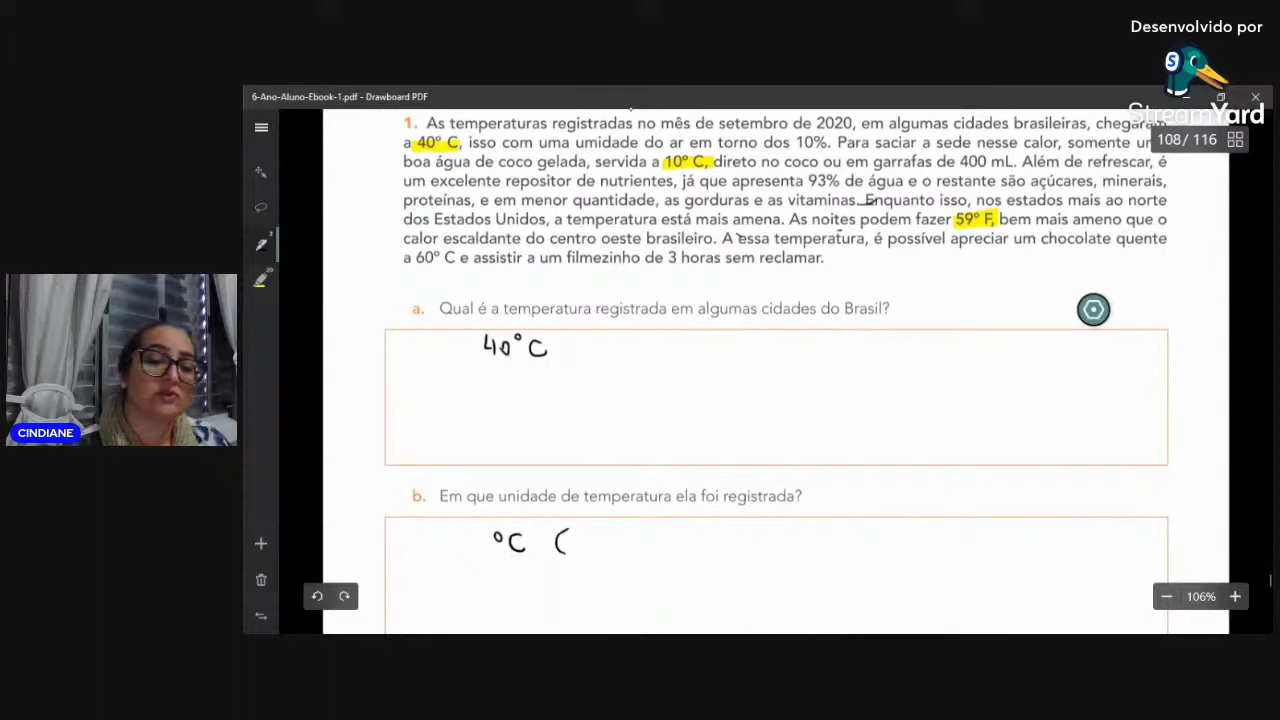 Desenvolvido por
S
StreamYard
6-Ano-Aluno-Ebook-1.pdf - Drawboard PDF
108 / 116
1. As temperaturas registradas no mês de setembro de 2020, em algumas cidades brasileiras, chegaram
a 40º C, isso com uma umidade do ar em torno dos 10%. Para saciar a sede nesse calor, somente um
boa água de coco gelada, servida a 10º C, direto no coco ou em garrafas de 400 mL. Além de refrescar, é
um excelente repositor de nutrientes, já que apresenta 93% de água e o restante são açúcares, minerais,
proteínas, e em menor quantidade, as gorduras e as vitaminas. Enquanto isso, nos estados mais ao norte
dos Estados Unidos, a temperatura está mais amena. As noites podem fazer 59º F, bem mais ameno que o
calor escaldante do centro oeste brasileiro. A essa temperatura, é possível apreciar um chocolate quente
a 60º C e assistir a um filmezinho de 3 horas sem reclamar.
a. Qual é a temperatura registrada em algumas cidades do Brasil?
40°C
b. Em que unidade de temperatura ela foi registrada?
°C (
106%
CINDIANE